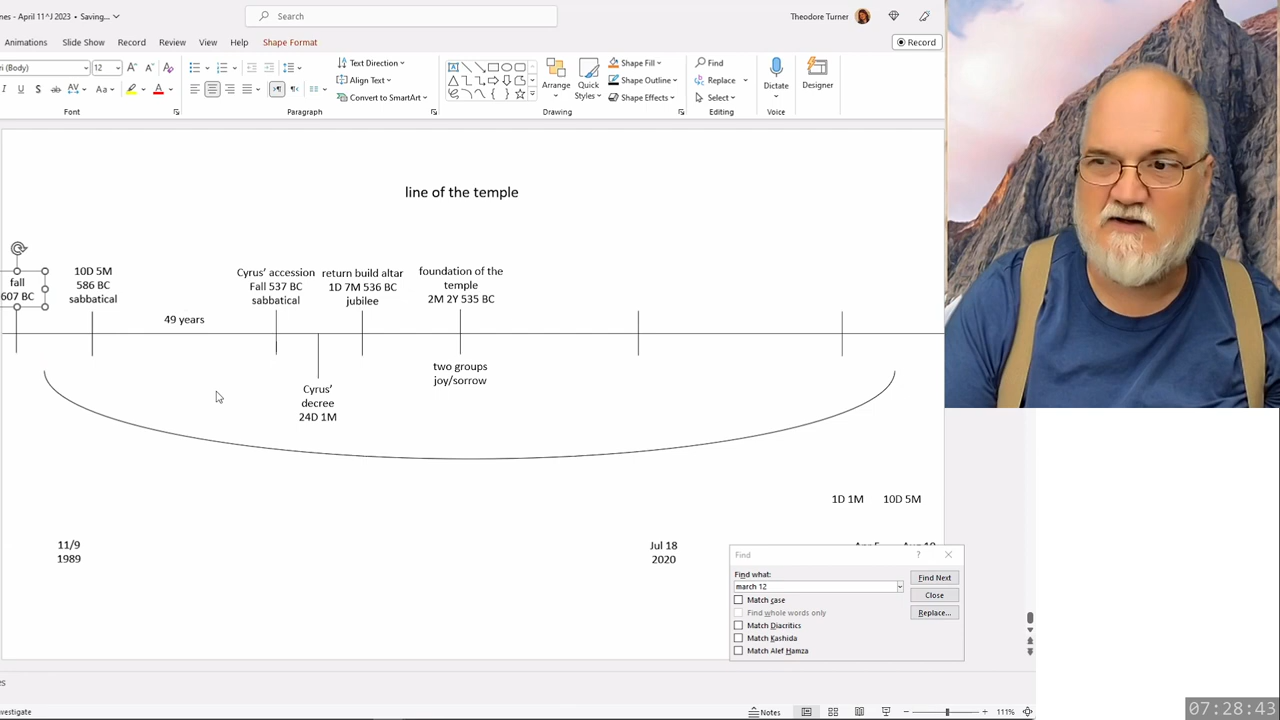 nes - April 11^J 2023 • Saving...
Search
Theodore Turner
Animations
Slide Show
Record
Review
View
Help
Shape Format
Record
ri (Body)
12
Text Direction
Align Text
Convert to SmartArt
Arrange
Quick
Styles
Shape Fill
Shape Outline
Shape Effects
Find
Replace
Select
Dictate
Designer
Font
Paragraph
Drawing
Editing
Voice
line of the temple
fall
607 BC
10D 5M
586 BC
sabbatical
49 years
Cyrus' accession
Fall 537 BC
sabbatical
return build altar
1D 7M 536 BC
jubilee
foundation of the
temple
2M 2Y 535 BC
two groups
joy/sorrow
Cyrus'
decree
24D 1M
1D 1M
10D 5M
11/9
1989
Jul 18
2020
Find
Find what:
march 12
Match case
Find whole words only
Match Diacritics
Match Kashida
Match Alef Hamza
Find Next
Close
Replace...
es
nvestigate
Notes
111%
07:28:43